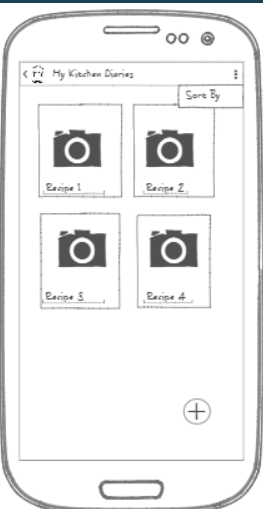 My Kitchen Diaries
Sort By
Recipe 1
Recipe 2
Recipe 3
Recipe 4